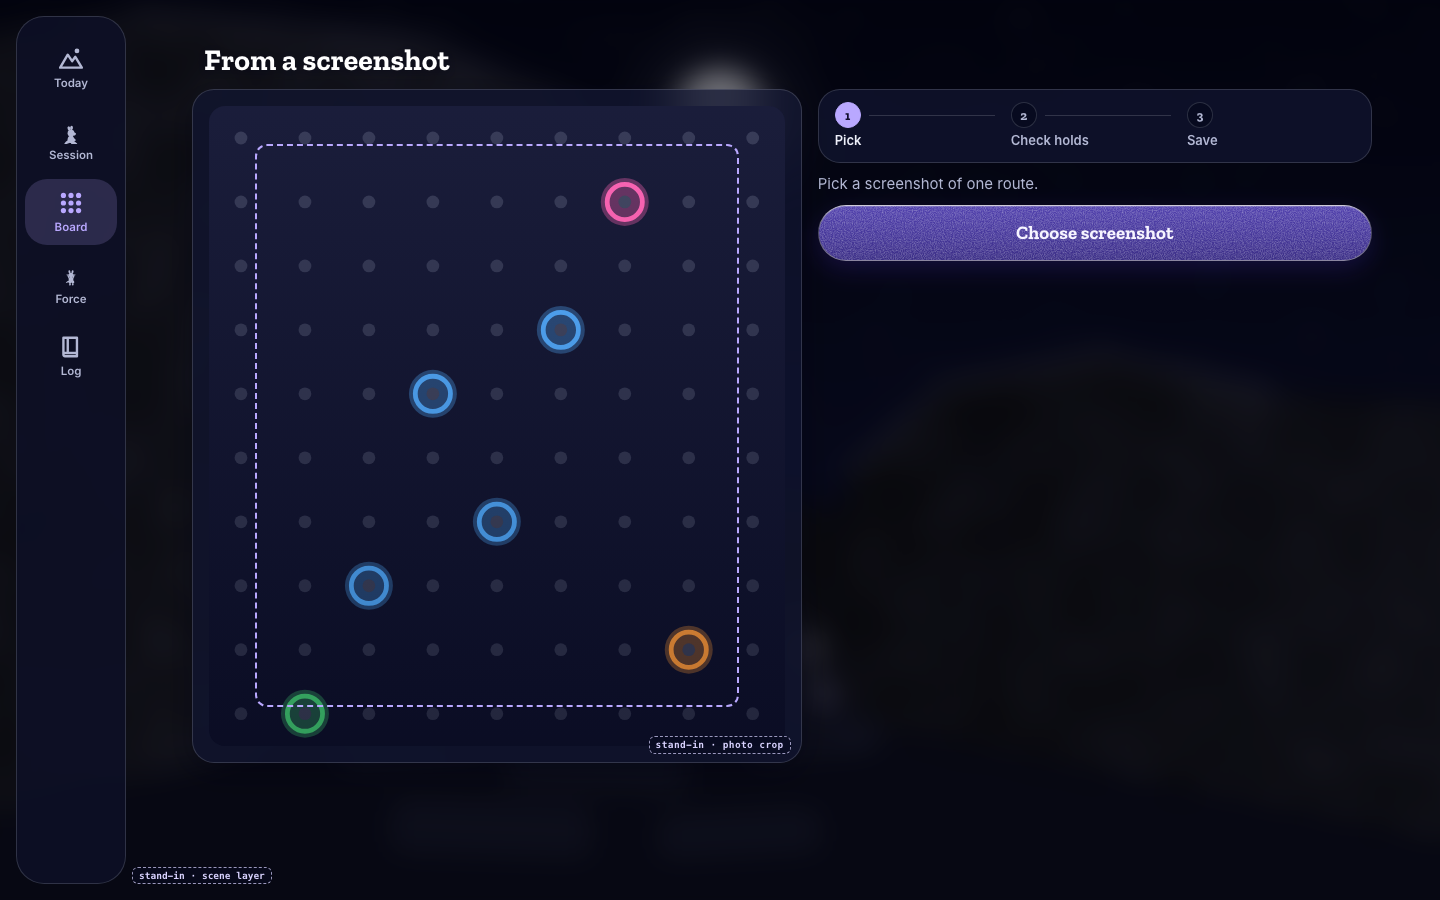 Today
Session
Board
Force
Log
From a screenshot
stand-in · photo crop
1
2
3
Pick
Check holds
Save
Pick a screenshot of one route.
Choose screenshot
stand-in · scene layer